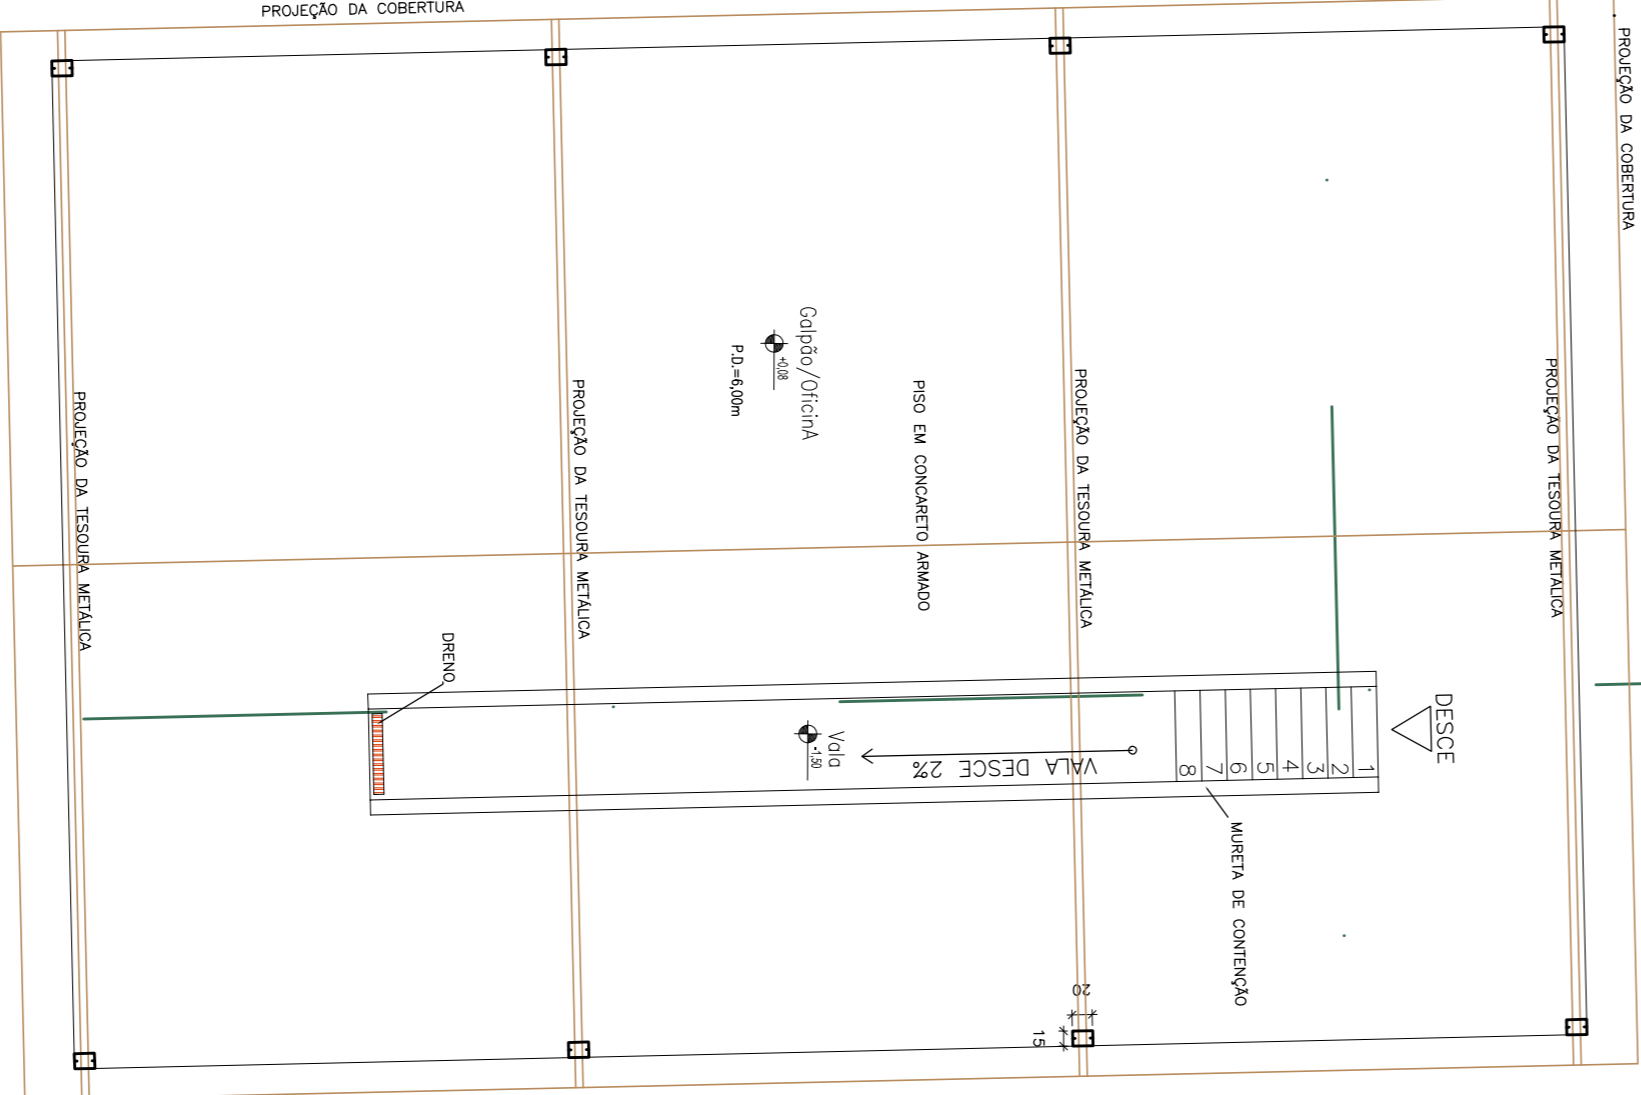 PROJEÇÃO DA COBERTURA
PROJEÇÃO DA COBERTURA
Galpão/OficinA
+0,08
P.D.=6,00m
PISO EM CONCARETO ARMADO
PROJEÇÃO DA TESOURA METÁLICA
PROJEÇÃO DA TESOURA METÁLICA
PROJEÇÃO DA TESOURA METÁLICA
PROJEÇÃO DA TESOURA METÁLICA
DRENO
Vala
-1,50
VALA DESCE 2%
8 7 6 5 4 3 2 1
DESCE
MURETA DE CONTENÇÃO
20
15